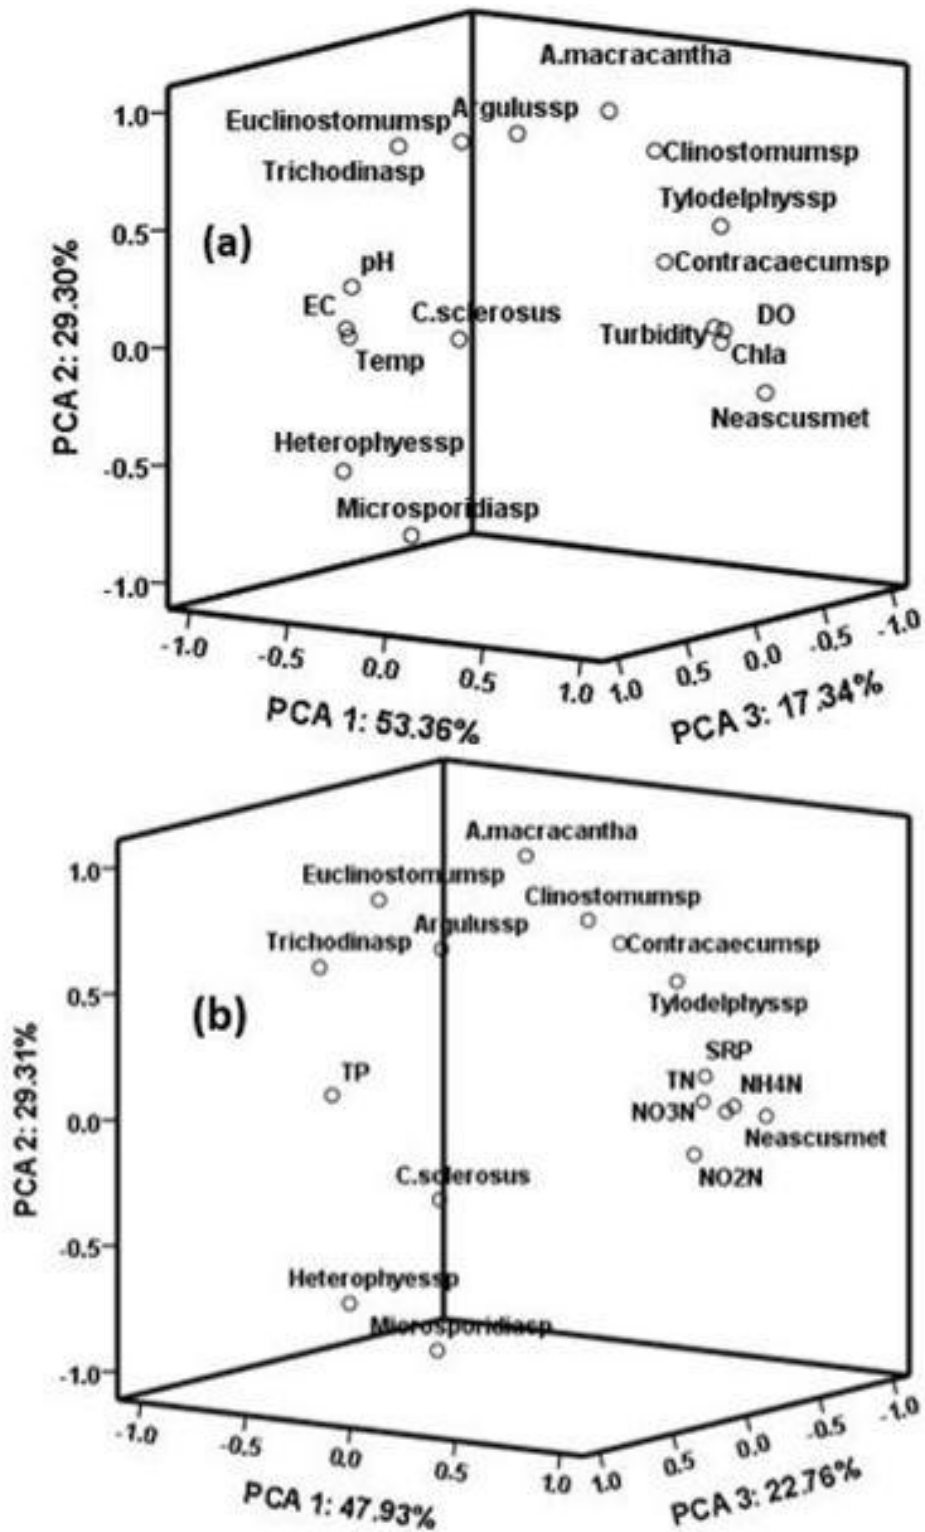 A.macracantha
Argulussp
Euclinostomumsp
Clinostomumsp
Trichodinasp
Tylodelphyssp
(a)
pH
Contracaecumsp
EC
C.sclerosus
DO
Turbidity
Temp
Chla
Neascusmet
Heterophyessp
Microsporidiasp
PCA 2: 29.30%
1.0
0.5
0.0
-0.5
-1.0
-1.0 -0.5 0.0 0.5 1.0
PCA 1: 53.36%
1.0 0.5 0.0 -0.5 -1.0
PCA 3: 17.34%
A.macracantha
Euclinostomumsp
Clinostomumsp
Argulussp
Trichodinasp
Contracaecumsp
Tylodelphyssp
(b)
SRP
TP
TN
NH4N
NO3N
Neascusmet
NO2N
C.sclerosus
Heterophyessp
Microsporidiasp
PCA 2: 29.31%
1.0
0.5
0.0
-0.5
-1.0
-1.0 -0.5 0.0 0.5 1.0
PCA 1: 47.93%
1.0 0.5 0.0 -0.5 -1.0
PCA 3: 22.76%